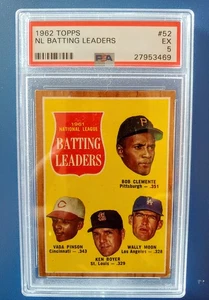 1962 TOPPS #52
NL BATTING LEADERS EX
PSA 5
27953469
1961
NATIONAL LEAGUE
BATTING
LEADERS
BOB CLEMENTE
Pittsburgh - .351
VADA PINSON
Cincinnati - .343
KEN BOYER
St. Louis - .329
WALLY MOON
Los Angeles - .328